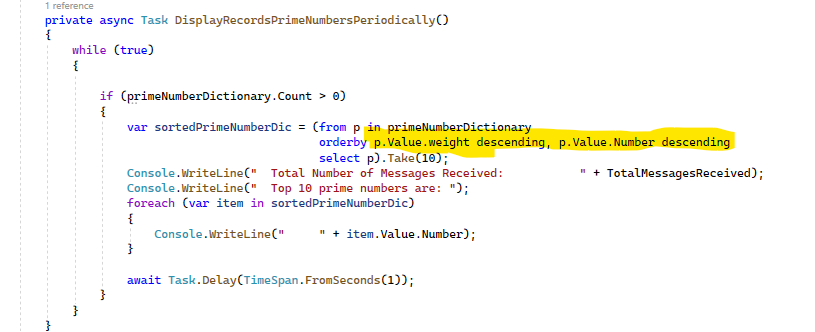 1 reference
private async Task DisplayRecordsPrimeNumbersPeriodically()
{
while (true)
{
if (primeNumberDictionary.Count > 0)
{
var sortedPrimeNumberDic = (from p in primeNumberDictionary
orderby p.Value.weight descending, p.Value.Number descending
select p).Take(10);
Console.WriteLine("  Total Number of Messages Received:           " + TotalMessagesReceived);
Console.WriteLine("  Top 10 prime numbers are: ");
foreach (var item in sortedPrimeNumberDic)
{
Console.WriteLine("     " + item.Value.Number);
}
await Task.Delay(TimeSpan.FromSeconds(1));
}
}
}